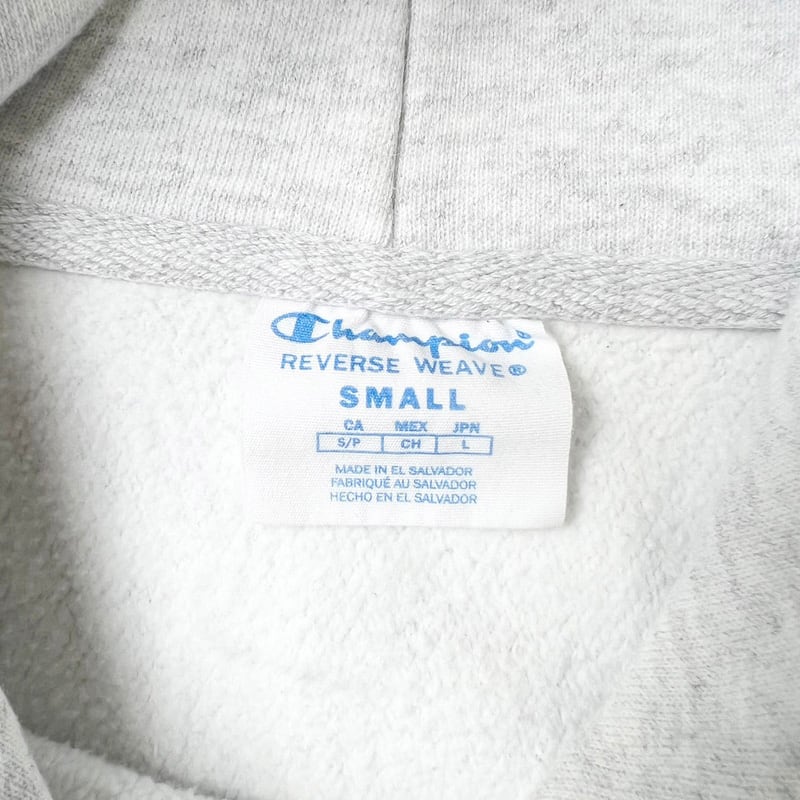 Champion®
REVERSE WEAVE®
SMALL
CA MEX JPN
S/P CH L
MADE IN EL SALVADOR
FABRIQUÉ AU SALVADOR
HECHO EN EL SALVADOR